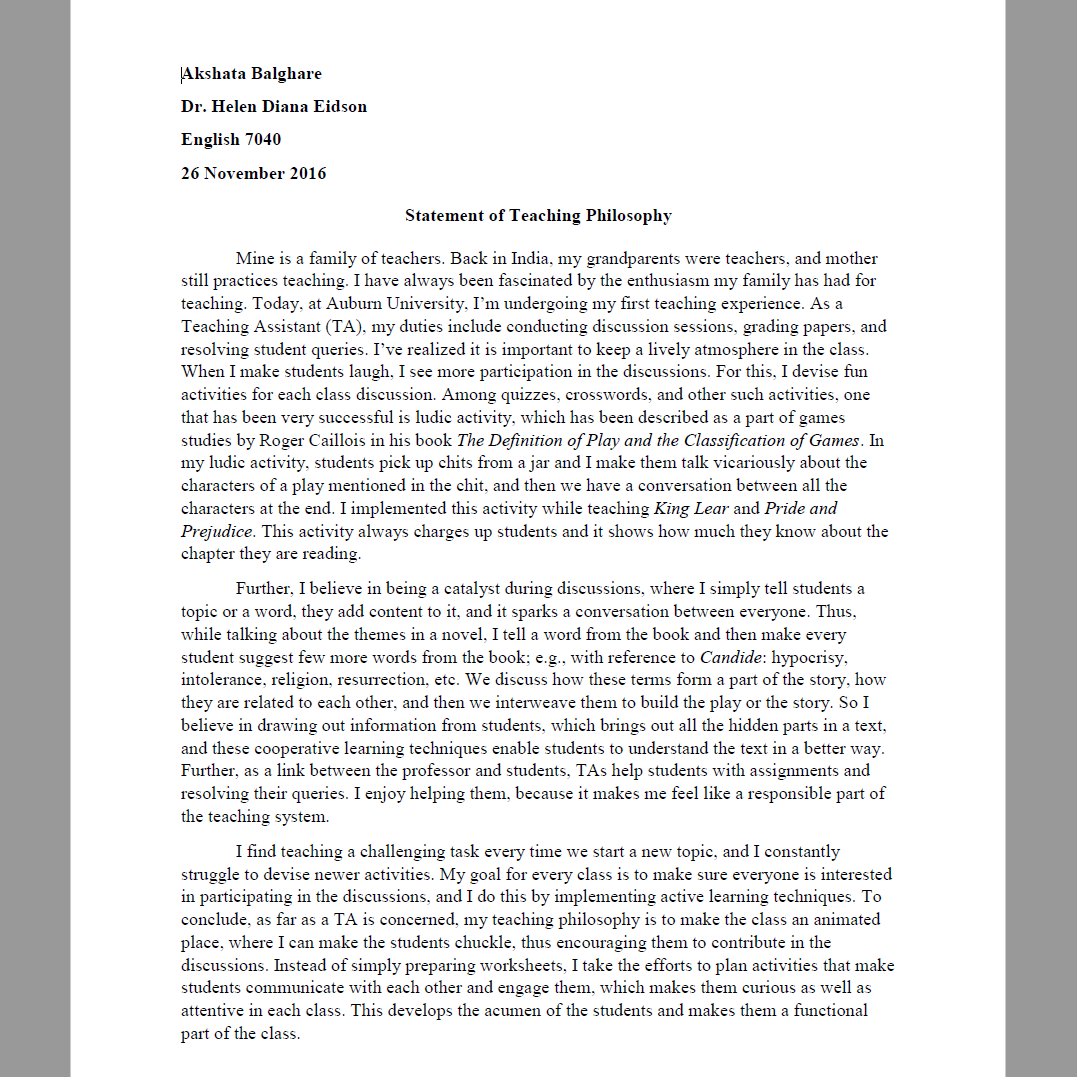 Akshata Balghare
Dr. Helen Diana Eidson
English 7040
26 November 2016
Statement of Teaching Philosophy
Mine is a family of teachers. Back in India, my grandparents were teachers, and mother
still practices teaching. I have always been fascinated by the enthusiasm my family has had for
teaching. Today, at Auburn University, I’m undergoing my first teaching experience. As a
Teaching Assistant (TA), my duties include conducting discussion sessions, grading papers, and
resolving student queries. I’ve realized it is important to keep a lively atmosphere in the class.
When I make students laugh, I see more participation in the discussions. For this, I devise fun
activities for each class discussion. Among quizzes, crosswords, and other such activities, one
that has been very successful is ludic activity, which has been described as a part of games
studies by Roger Caillois in his book The Definition of Play and the Classification of Games. In
my ludic activity, students pick up chits from a jar and I make them talk vicariously about the
characters of a play mentioned in the chit, and then we have a conversation between all the
characters at the end. I implemented this activity while teaching King Lear and Pride and
Prejudice. This activity always charges up students and it shows how much they know about the
chapter they are reading.
Further, I believe in being a catalyst during discussions, where I simply tell students a
topic or a word, they add content to it, and it sparks a conversation between everyone. Thus,
while talking about the themes in a novel, I tell a word from the book and then make every
student suggest few more words from the book; e.g., with reference to Candide: hypocrisy,
intolerance, religion, resurrection, etc. We discuss how these terms form a part of the story, how
they are related to each other, and then we interweave them to build the play or the story. So I
believe in drawing out information from students, which brings out all the hidden parts in a text,
and these cooperative learning techniques enable students to understand the text in a better way.
Further, as a link between the professor and students, TAs help students with assignments and
resolving their queries. I enjoy helping them, because it makes me feel like a responsible part of
the teaching system.
I find teaching a challenging task every time we start a new topic, and I constantly
struggle to devise newer activities. My goal for every class is to make sure everyone is interested
in participating in the discussions, and I do this by implementing active learning techniques. To
conclude, as far as a TA is concerned, my teaching philosophy is to make the class an animated
place, where I can make the students chuckle, thus encouraging them to contribute in the
discussions. Instead of simply preparing worksheets, I take the efforts to plan activities that make
students communicate with each other and engage them, which makes them curious as well as
attentive in each class. This develops the acumen of the students and makes them a functional
part of the class.